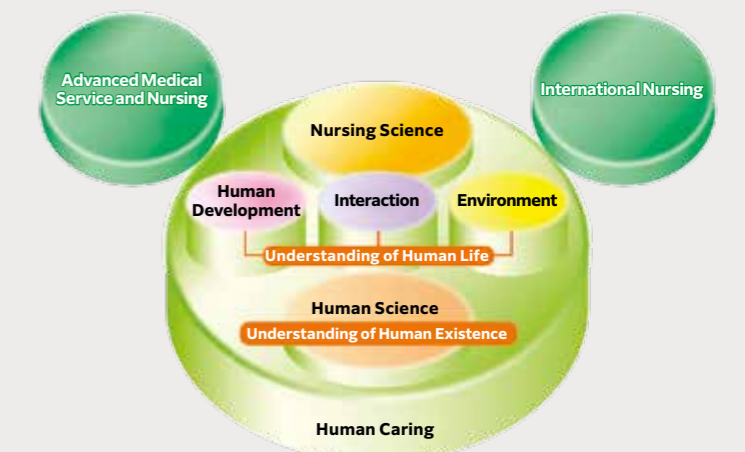 Advanced Medical
Service and Nursing
International Nursing
Nursing Science
Human
Development
Interaction
Environment
Understanding of Human Life
Human Science
Understanding of Human Existence
Human Caring